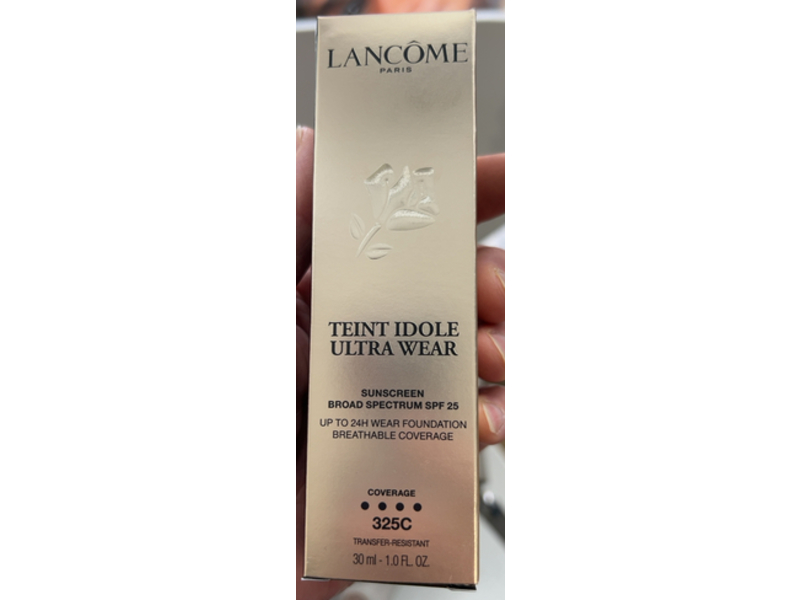 LANCÔME
PARIS
TEINT IDOLE
ULTRA WEAR
SUNSCREEN
BROAD SPECTRUM SPF 25
UP TO 24H WEAR FOUNDATION
BREATHABLE COVERAGE
COVERAGE
325C
TRANSFER-RESISTANT
30 ml - 1.0 FL. OZ.